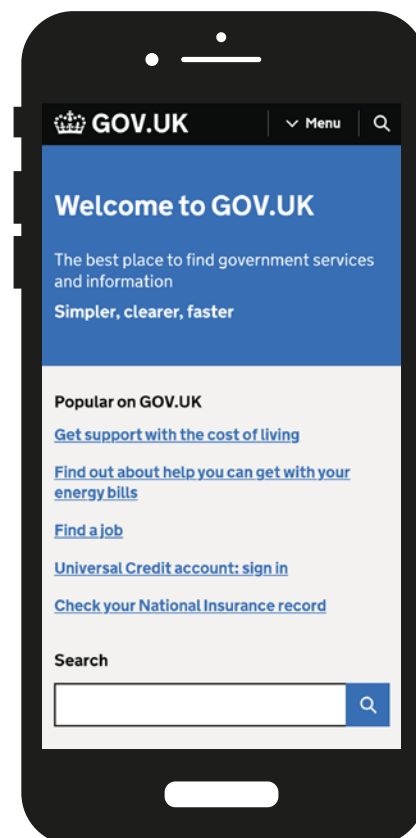 GOV.UK
Menu
Welcome to GOV.UK
The best place to find government services
and information
Simpler, clearer, faster
Popular on GOV.UK
Get support with the cost of living
Find out about help you can get with your
energy bills
Find a job
Universal Credit account: sign in
Check your National Insurance record
Search